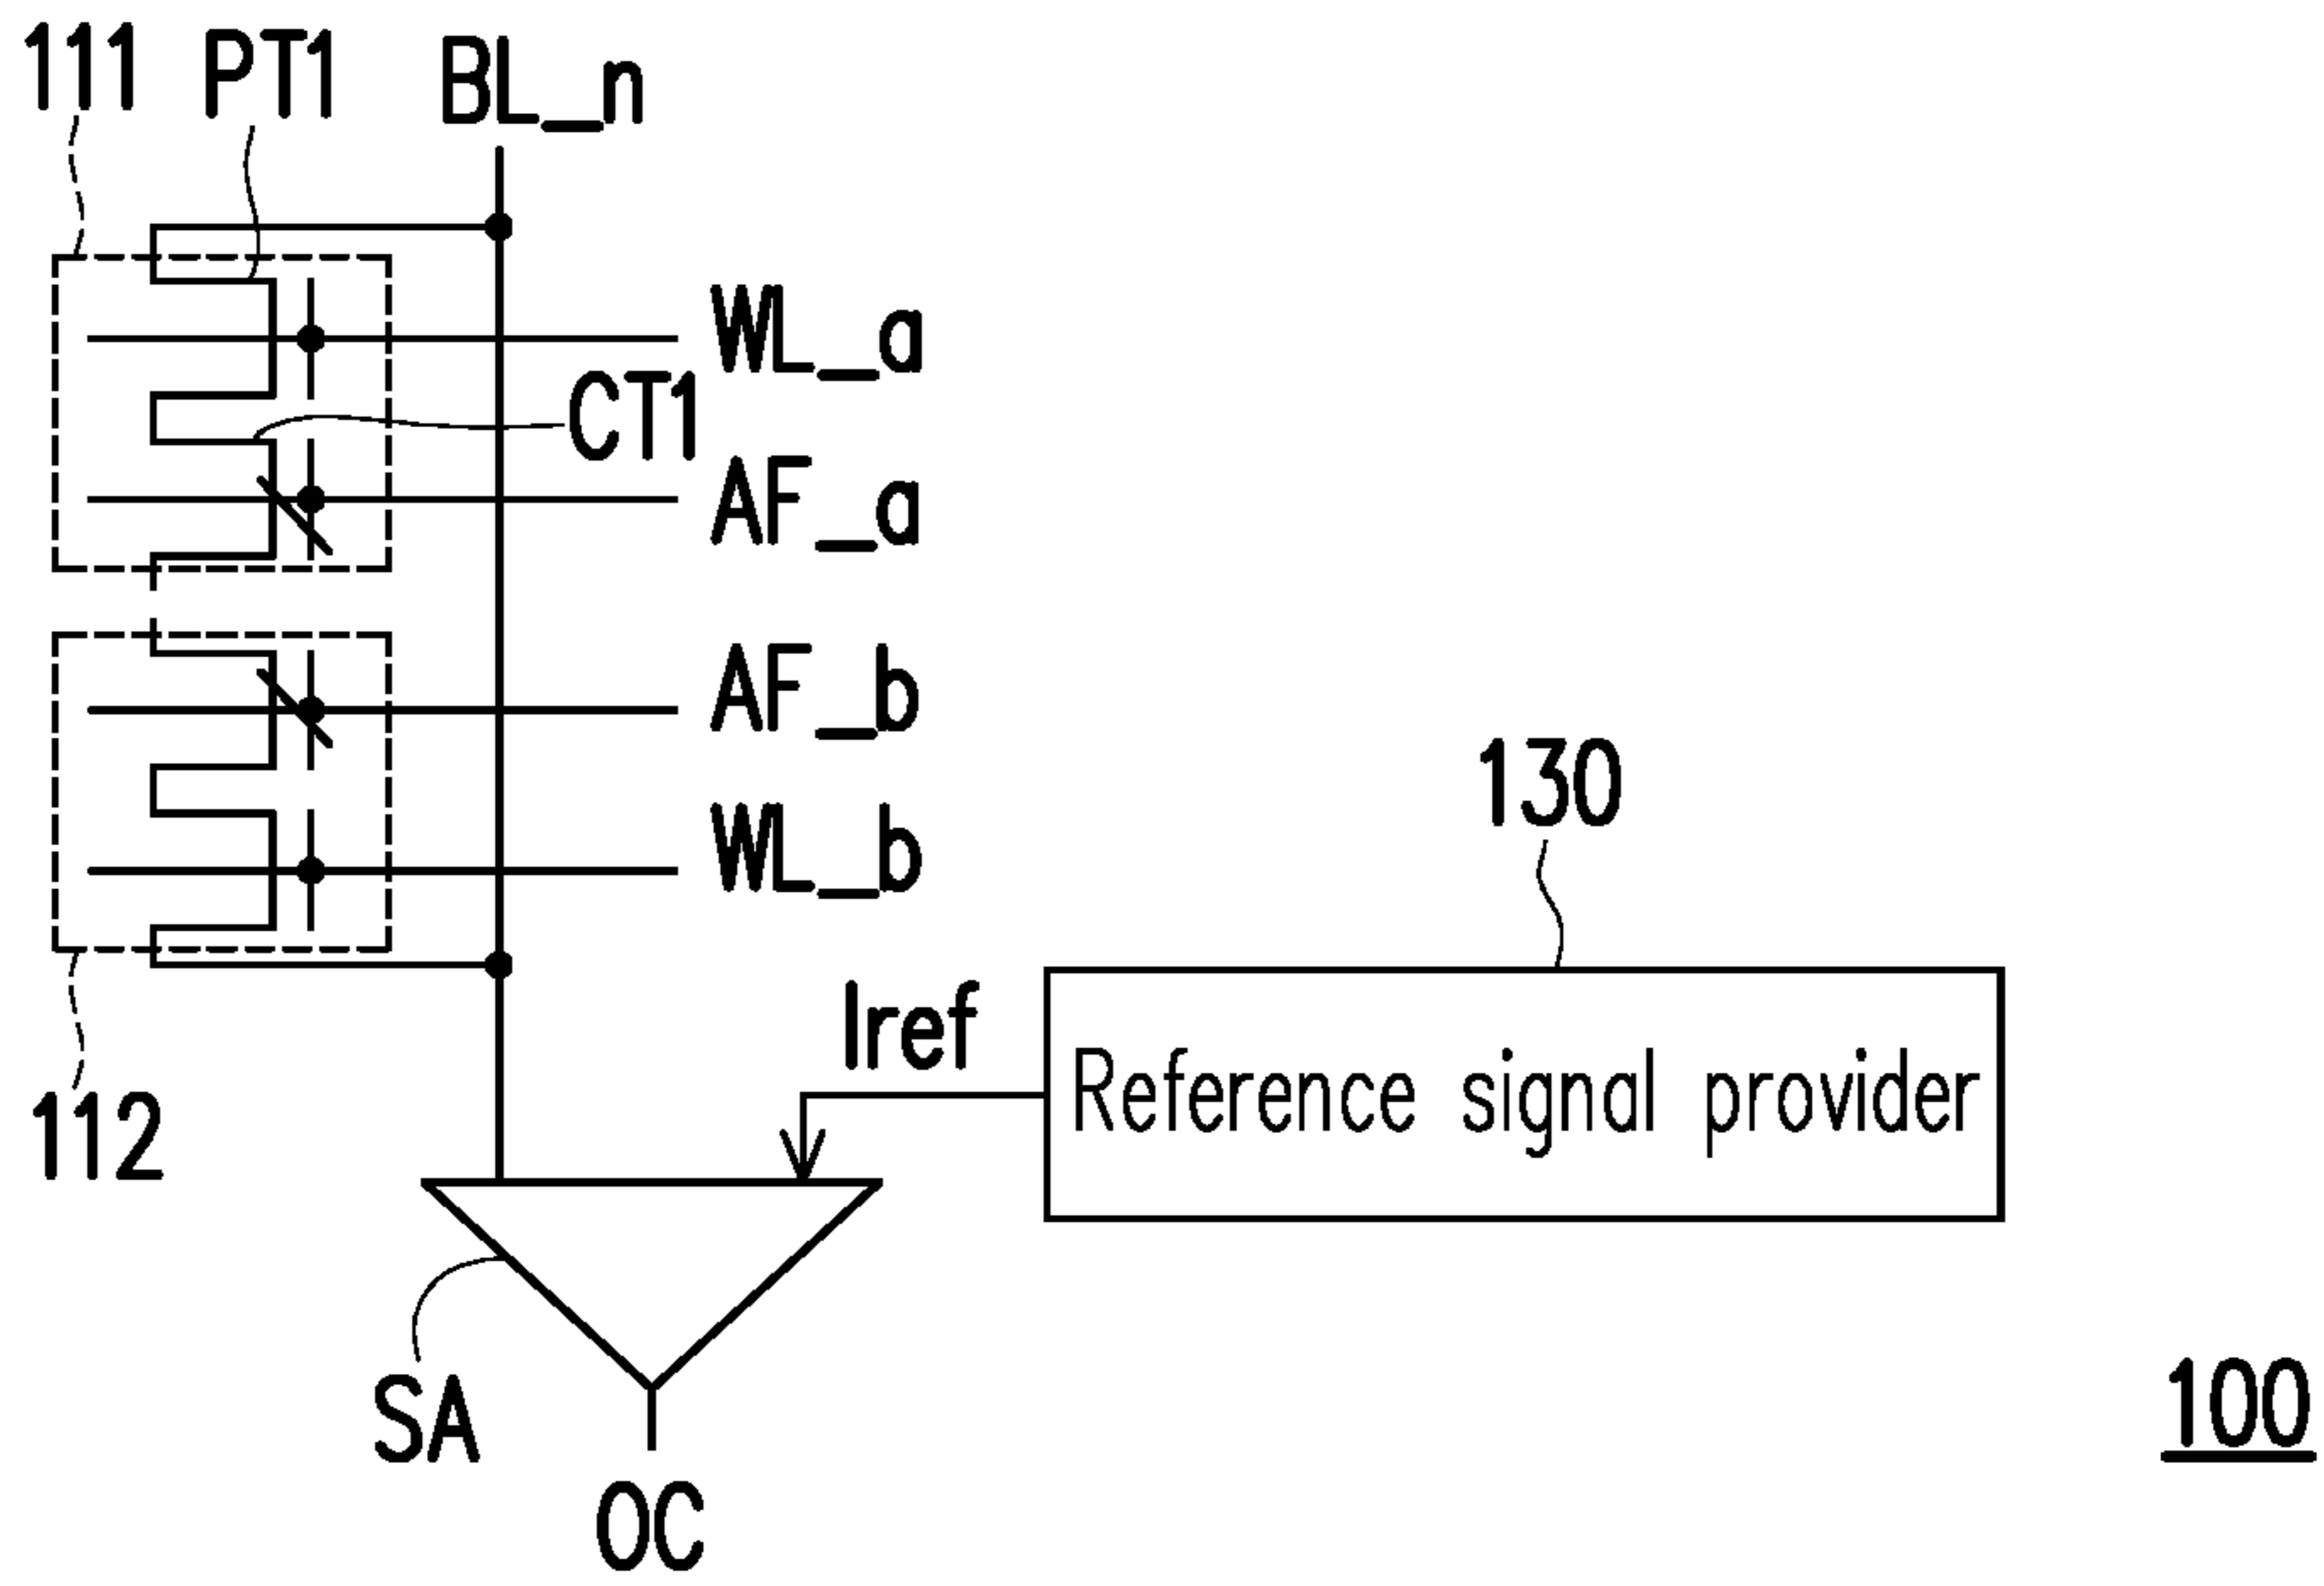 111 PT1 BL_n
WL_a
CT1
AF_a
AF_b
WL_b
130
Iref
Reference signal provider
112
SA
OC
100